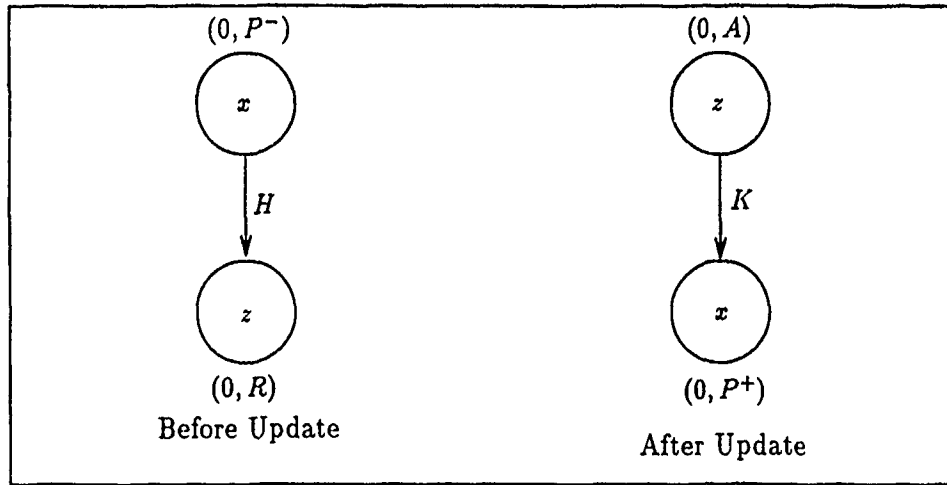 (0, P⁻)
x
H
z
(0, R)
Before Update
(0, A)
z
K
x
(0, P⁺)
After Update